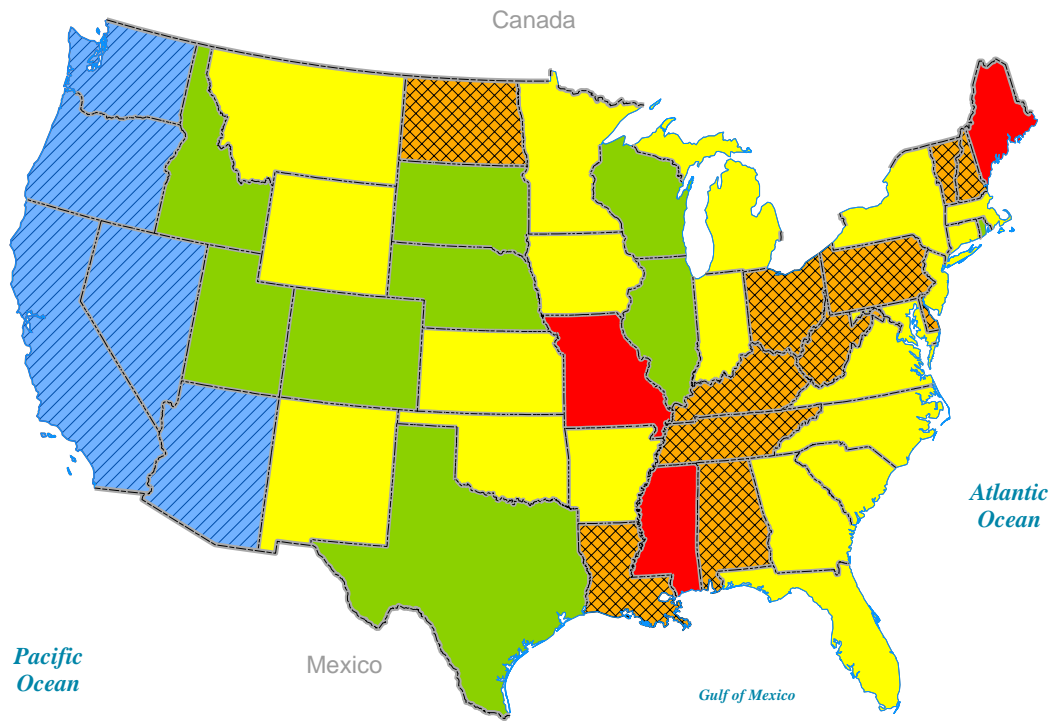 Canada
Atlantic
Ocean
Pacific
Ocean
Mexico
Gulf of Mexico